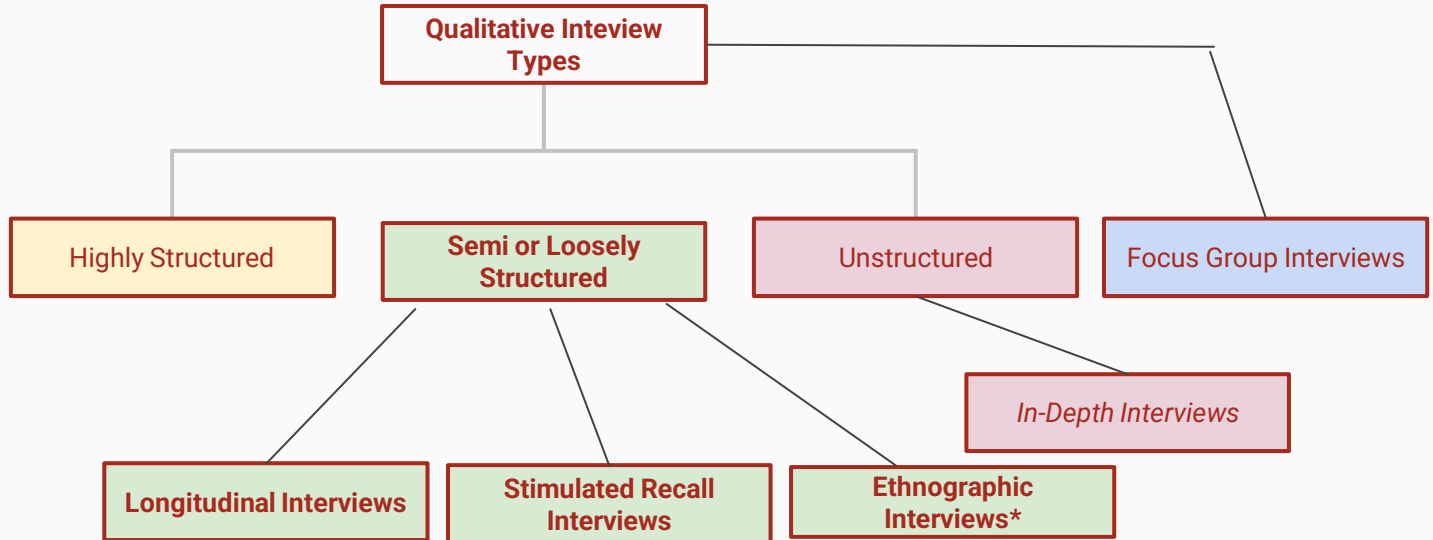 Qualitative Inteview
Types
Highly Structured
Semi or Loosely
Structured
Unstructured
Focus Group Interviews
In-Depth Interviews
Longitudinal Interviews
Stimulated Recall
Interviews
Ethnographic
Interviews*